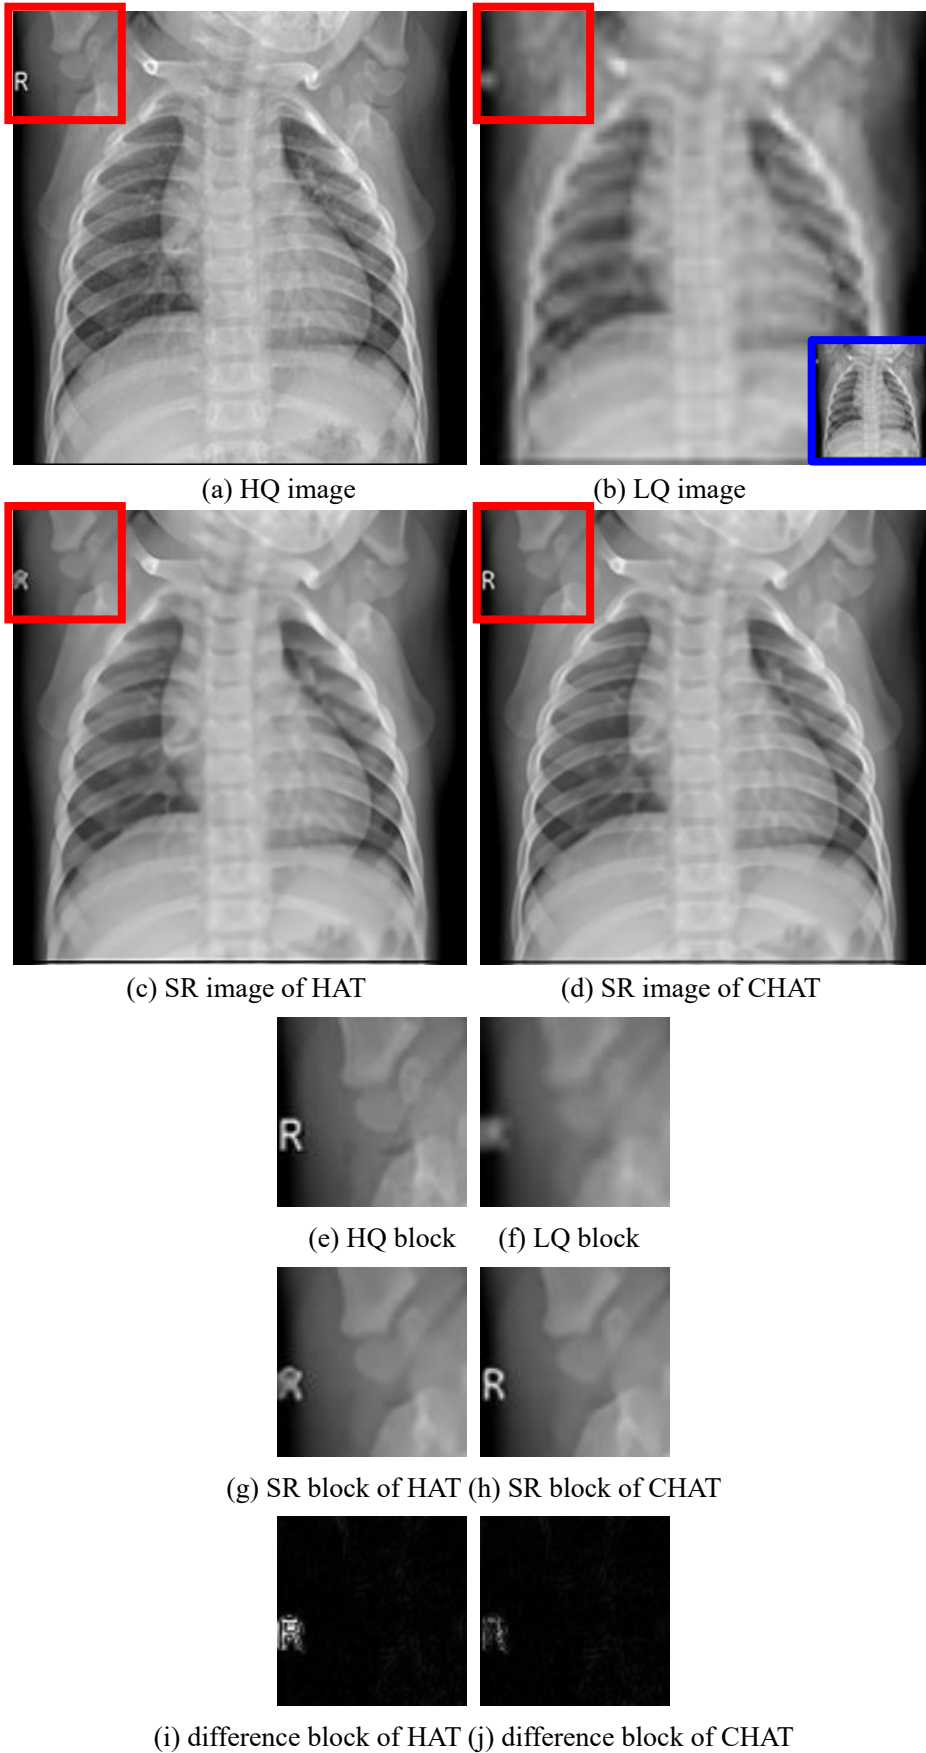 R
(a) HQ image (b) LQ image
R
(c) SR image of HAT (d) SR image of CHAT
R
(e) HQ block (f) LQ block
R
(g) SR block of HAT (h) SR block of CHAT
(i) difference block of HAT (j) difference block of CHAT